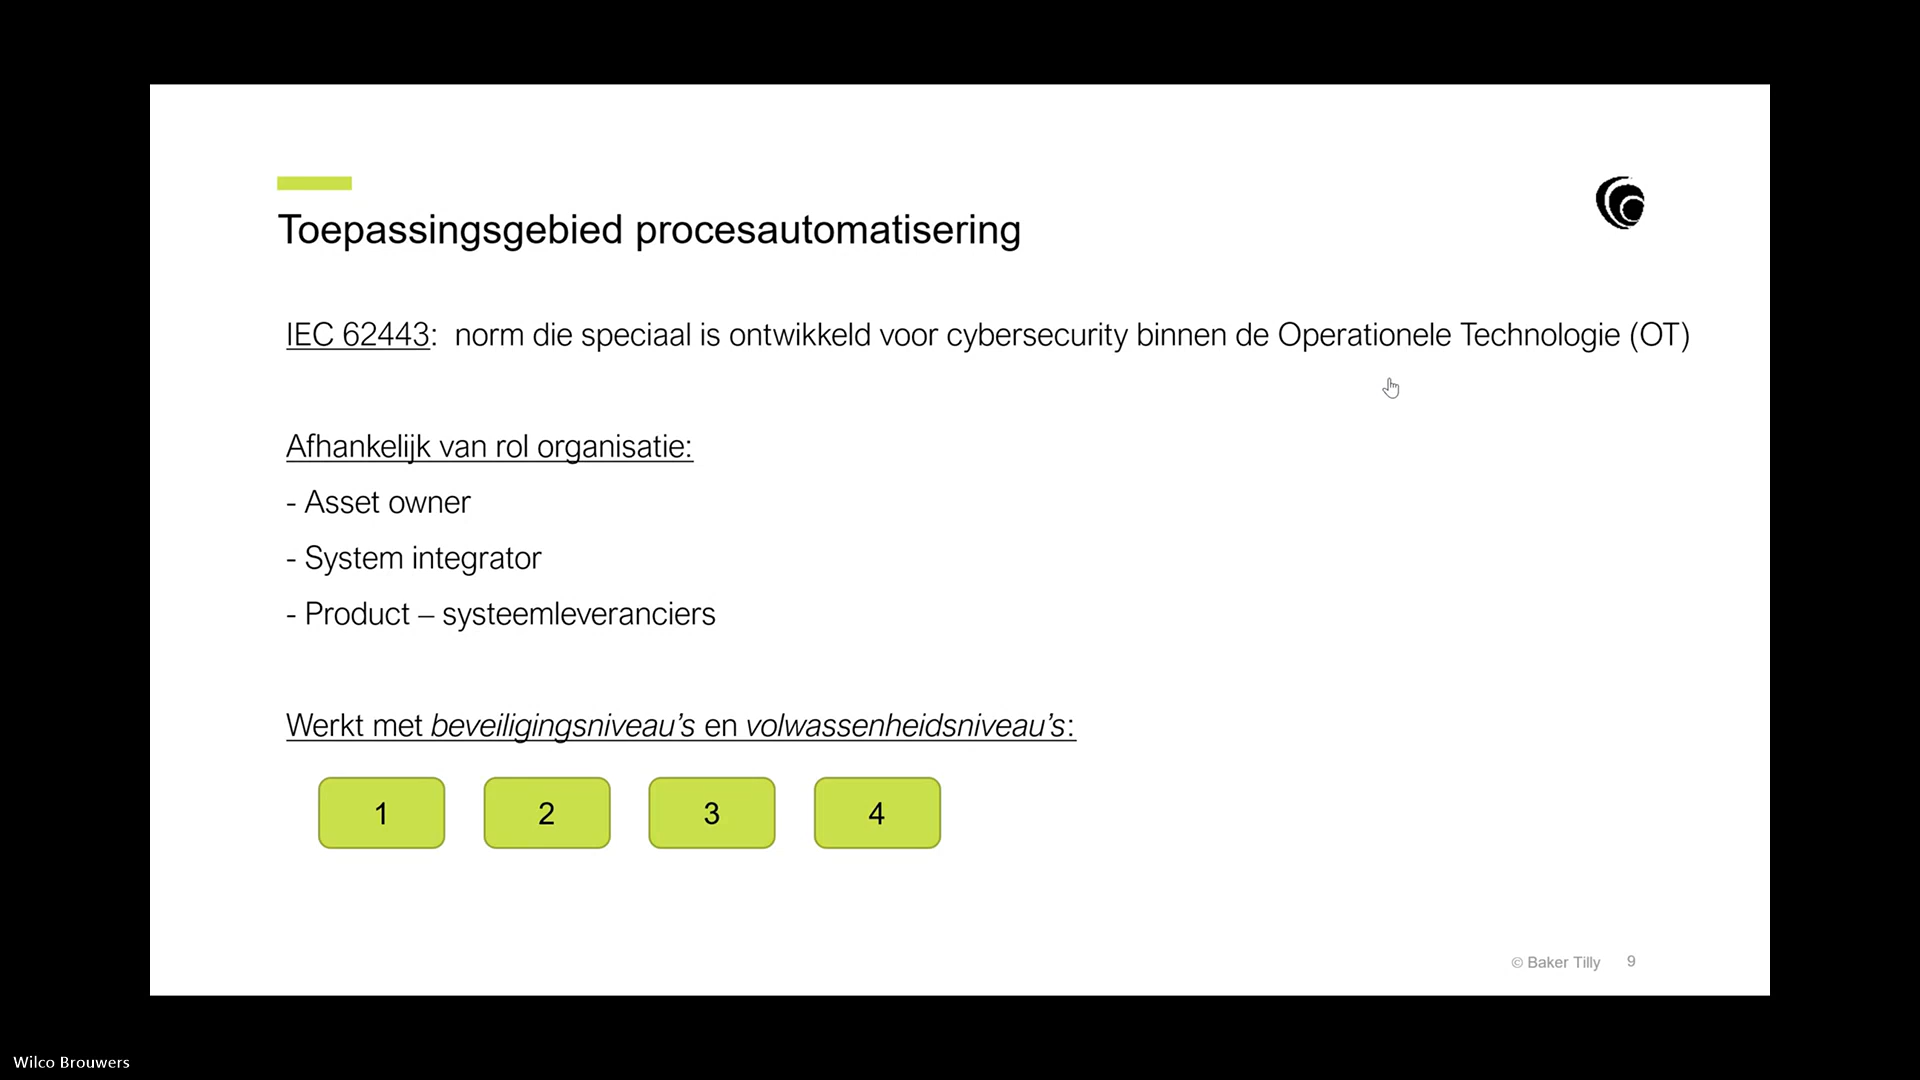 Toepassingsgebied procesautomatisering
IEC 62443: norm die speciaal is ontwikkeld voor cybersecurity binnen de Operationele Technologie (OT)
Afhankelijk van rol organisatie:
- Asset owner
- System integrator
- Product – systeemleveranciers
Werkt met beveiligingsniveau’s en volwassenheidsniveau’s:
1 2 3 4
© Baker Tilly 9
Wilco Brouwers